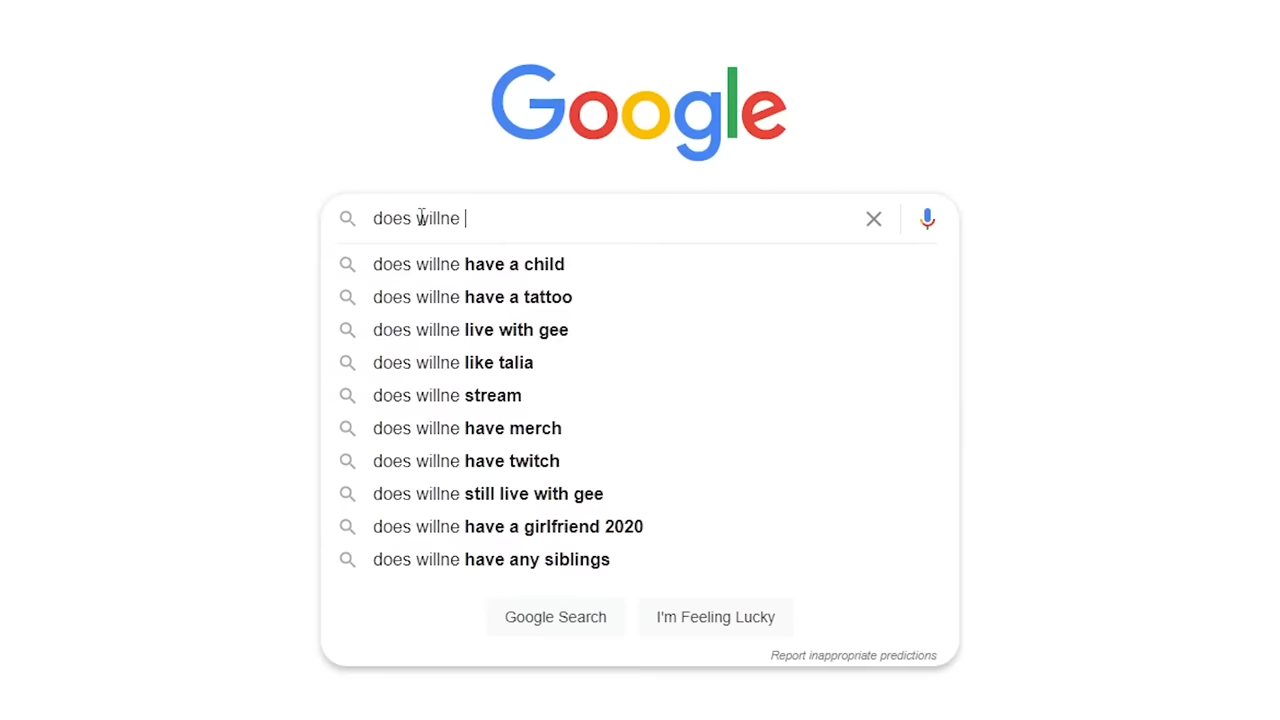 Google
does willne
does willne have a child
does willne have a tattoo
does willne live with gee
does willne like talia
does willne stream
does willne have merch
does willne have twitch
does willne still live with gee
does willne have a girlfriend 2020
does willne have any siblings
Google Search I'm Feeling Lucky
Report inappropriate predictions